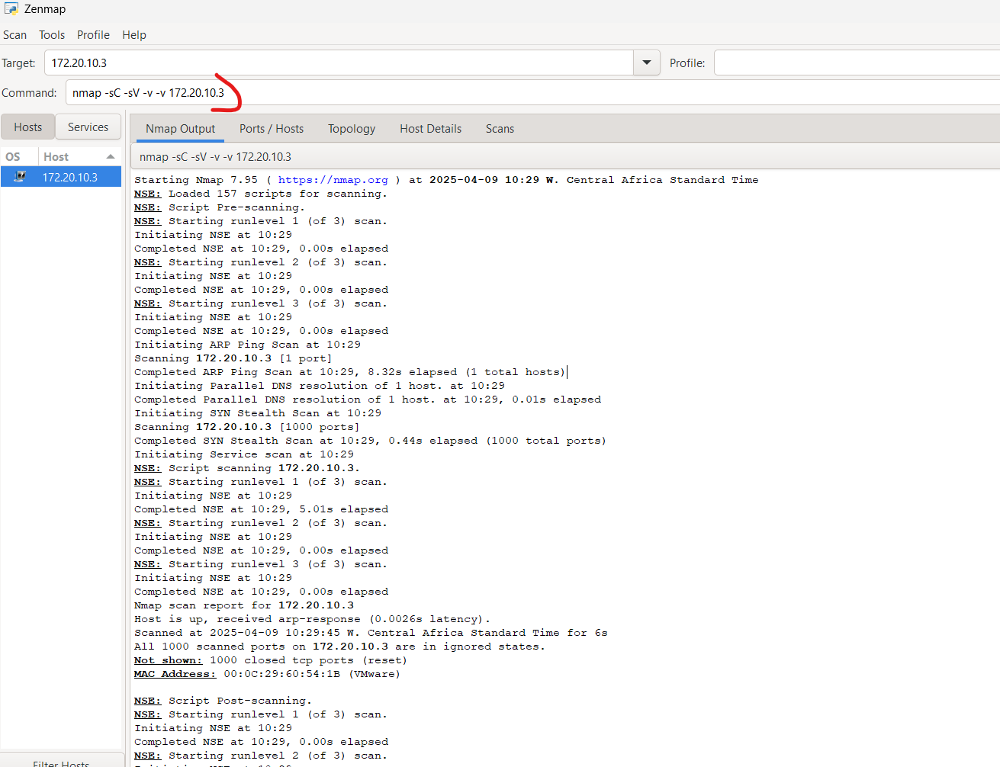 Zenmap
Scan Tools Profile Help
Target: 172.20.10.3 Profile:
Command: nmap -sC -sV -v -v 172.20.10.3
Hosts Services
Nmap Output Ports / Hosts Topology Host Details Scans
OS Host
nmap -sC -sV -v -v 172.20.10.3
172.20.10.3
Starting Nmap 7.95 ( https://nmap.org ) at 2025-04-09 10:29 W. Central Africa Standard Time
NSE: Loaded 157 scripts for scanning.
NSE: Script Pre-scanning.
NSE: Starting runlevel 1 (of 3) scan.
Initiating NSE at 10:29
Completed NSE at 10:29, 0.00s elapsed
NSE: Starting runlevel 2 (of 3) scan.
Initiating NSE at 10:29
Completed NSE at 10:29, 0.00s elapsed
NSE: Starting runlevel 3 (of 3) scan.
Initiating NSE at 10:29
Completed NSE at 10:29, 0.00s elapsed
Initiating ARP Ping Scan at 10:29
Scanning 172.20.10.3 [1 port]
Completed ARP Ping Scan at 10:29, 8.32s elapsed (1 total hosts)
Initiating Parallel DNS resolution of 1 host. at 10:29
Completed Parallel DNS resolution of 1 host. at 10:29, 0.01s elapsed
Initiating SYN Stealth Scan at 10:29
Scanning 172.20.10.3 [1000 ports]
Completed SYN Stealth Scan at 10:29, 0.44s elapsed (1000 total ports)
Initiating Service scan at 10:29
NSE: Script scanning 172.20.10.3.
NSE: Starting runlevel 1 (of 3) scan.
Initiating NSE at 10:29
Completed NSE at 10:29, 5.01s elapsed
NSE: Starting runlevel 2 (of 3) scan.
Initiating NSE at 10:29
Completed NSE at 10:29, 0.00s elapsed
NSE: Starting runlevel 3 (of 3) scan.
Initiating NSE at 10:29
Completed NSE at 10:29, 0.00s elapsed
Nmap scan report for 172.20.10.3
Host is up, received arp-response (0.0026s latency).
Scanned at 2025-04-09 10:29:45 W. Central Africa Standard Time for 6s
All 1000 scanned ports on 172.20.10.3 are in ignored states.
Not shown: 1000 closed tcp ports (reset)
MAC Address: 00:0C:29:60:54:1B (VMware)
NSE: Script Post-scanning.
NSE: Starting runlevel 1 (of 3) scan.
Initiating NSE at 10:29
Completed NSE at 10:29, 0.00s elapsed
NSE: Starting runlevel 2 (of 3) scan.
Filter Hosts